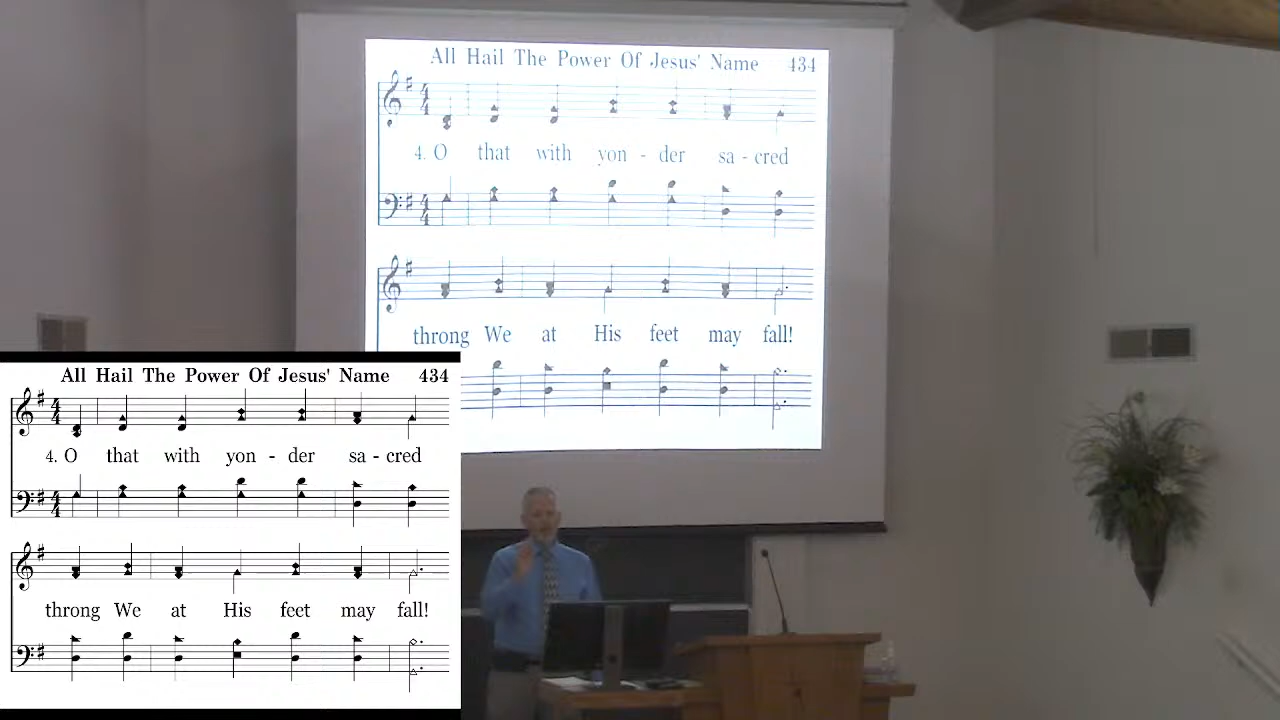 All Hail The Power Of Jesus' Name 434
4. O that with yon - der sa - cred
throng We at His feet may fall!
All Hail The Power Of Jesus' Name 434
4. O that with yon - der sa - cred
throng We at His feet may fall!